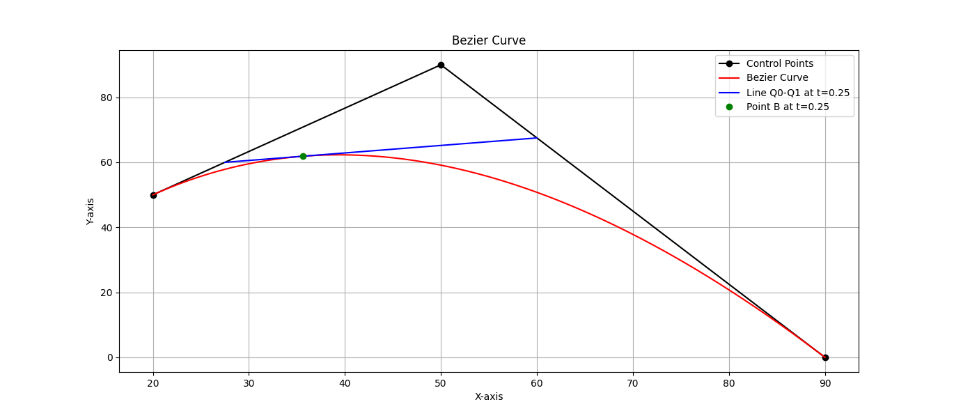 Bezier Curve
Control Points
Bezier Curve
Line Q0-Q1 at t=0.25
Point B at t=0.25
80
60
40
20
0
Y-axis
20 30 40 50 60 70 80 90
X-axis